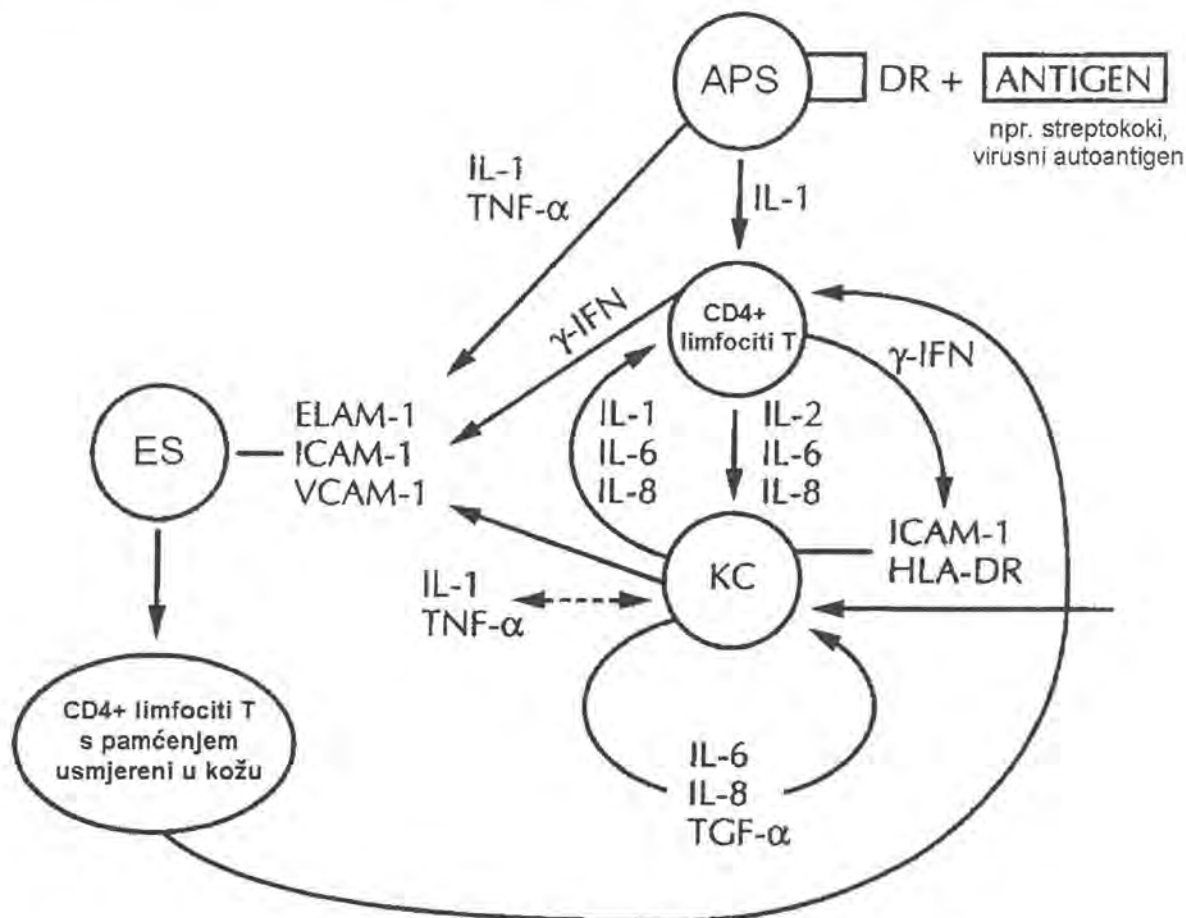 APS
DR + ANTIGEN
npr. streptokoki,
virusni autoantigen
IL-1
TNF-α
IL-1
CD4+
limfociti T
γ-IFN
γ-IFN
ES
ELAM-1
ICAM-1
VCAM-1
IL-1
IL-6
IL-8
IL-2
IL-6
IL-8
KC
ICAM-1
HLA-DR
IL-1
TNF-α
CD4+ limfociti T
s pamćenjem
usmjereni u kožu
IL-6
IL-8
TGF-α